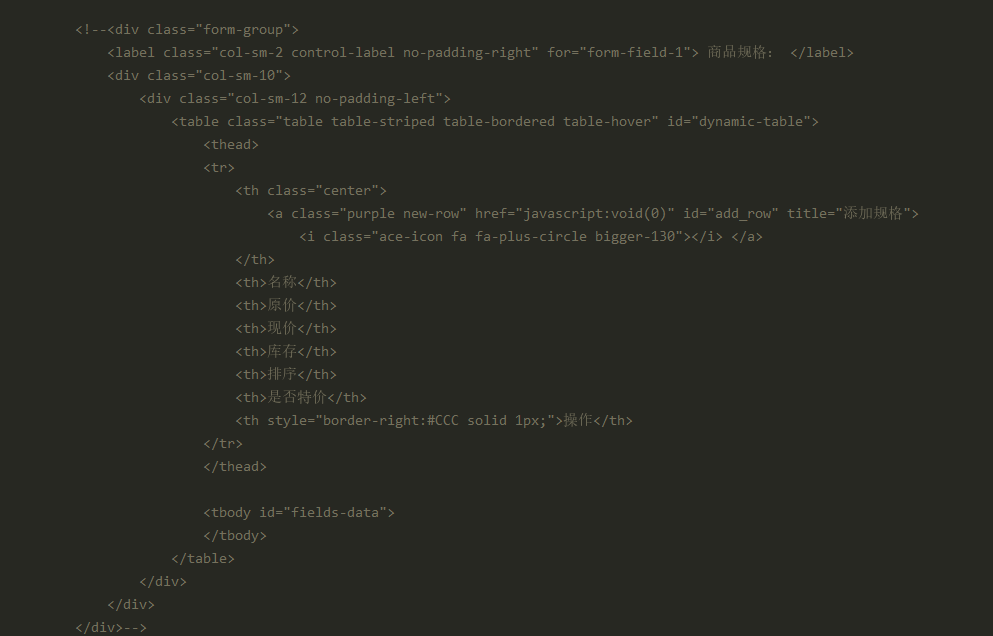 <!--<div class="form-group">
<label class="col-sm-2 control-label no-padding-right" for="form-field-1"> 商品规格： </label>
<div class="col-sm-10">
<div class="col-sm-12 no-padding-left">
<table class="table table-striped table-bordered table-hover" id="dynamic-table">
<thead>
<tr>
<th class="center">
<a class="purple new-row" href="javascript:void(0)" id="add_row" title="添加规格">
<i class="ace-icon fa fa-plus-circle bigger-130"></i> </a>
</th>
<th>名称</th>
<th>原价</th>
<th>现价</th>
<th>库存</th>
<th>排序</th>
<th>是否特价</th>
<th style="border-right:#CCC solid 1px;">操作</th>
</tr>
</thead>
<tbody id="fields-data">
</tbody>
</table>
</div>
</div>
</div>-->